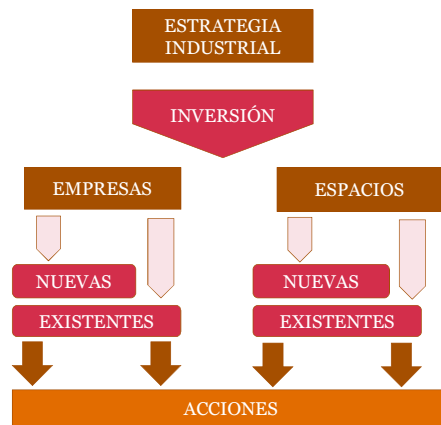 ESTRATEGIA
INDUSTRIAL
INVERSIÓN
EMPRESAS
ESPACIOS
NUEVAS
NUEVAS
EXISTENTES
EXISTENTES
ACCIONES